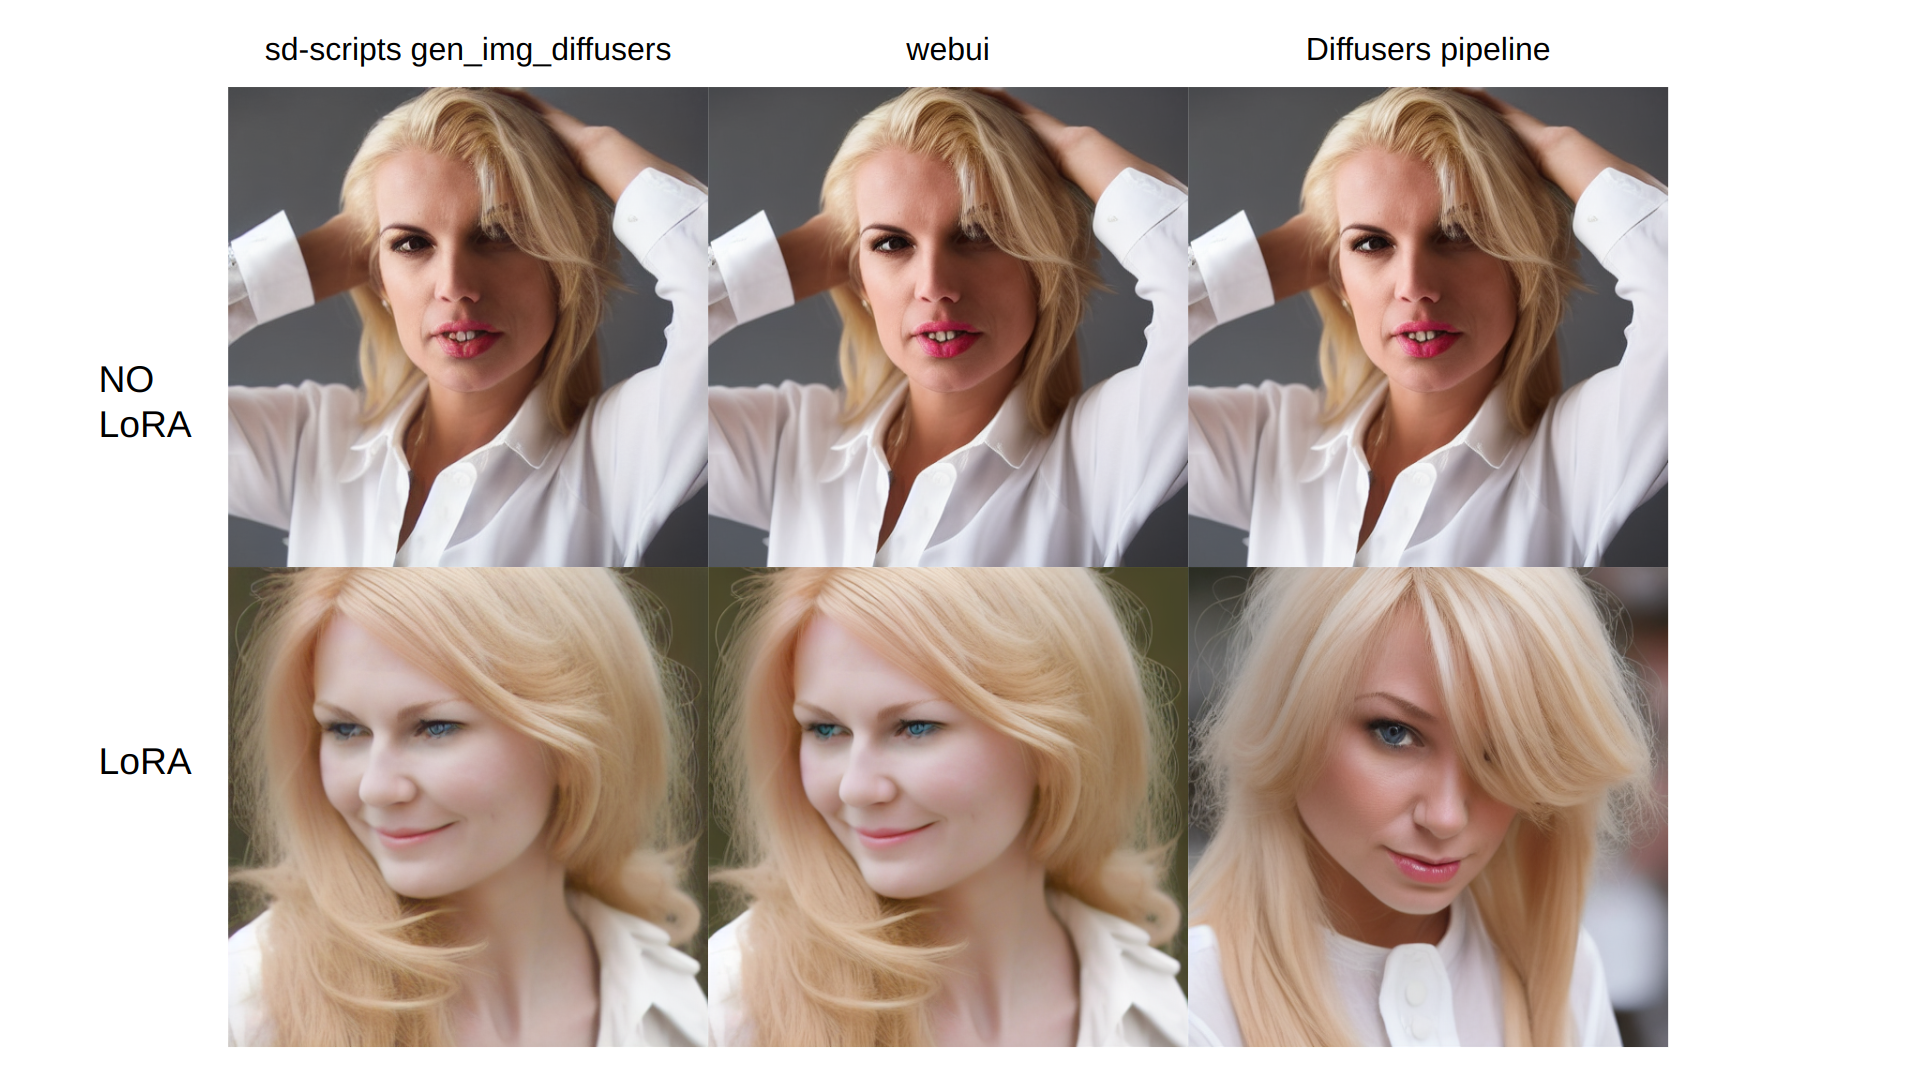 sd-scripts gen_img_diffusers
webui
Diffusers pipeline
NO
LoRA
LoRA